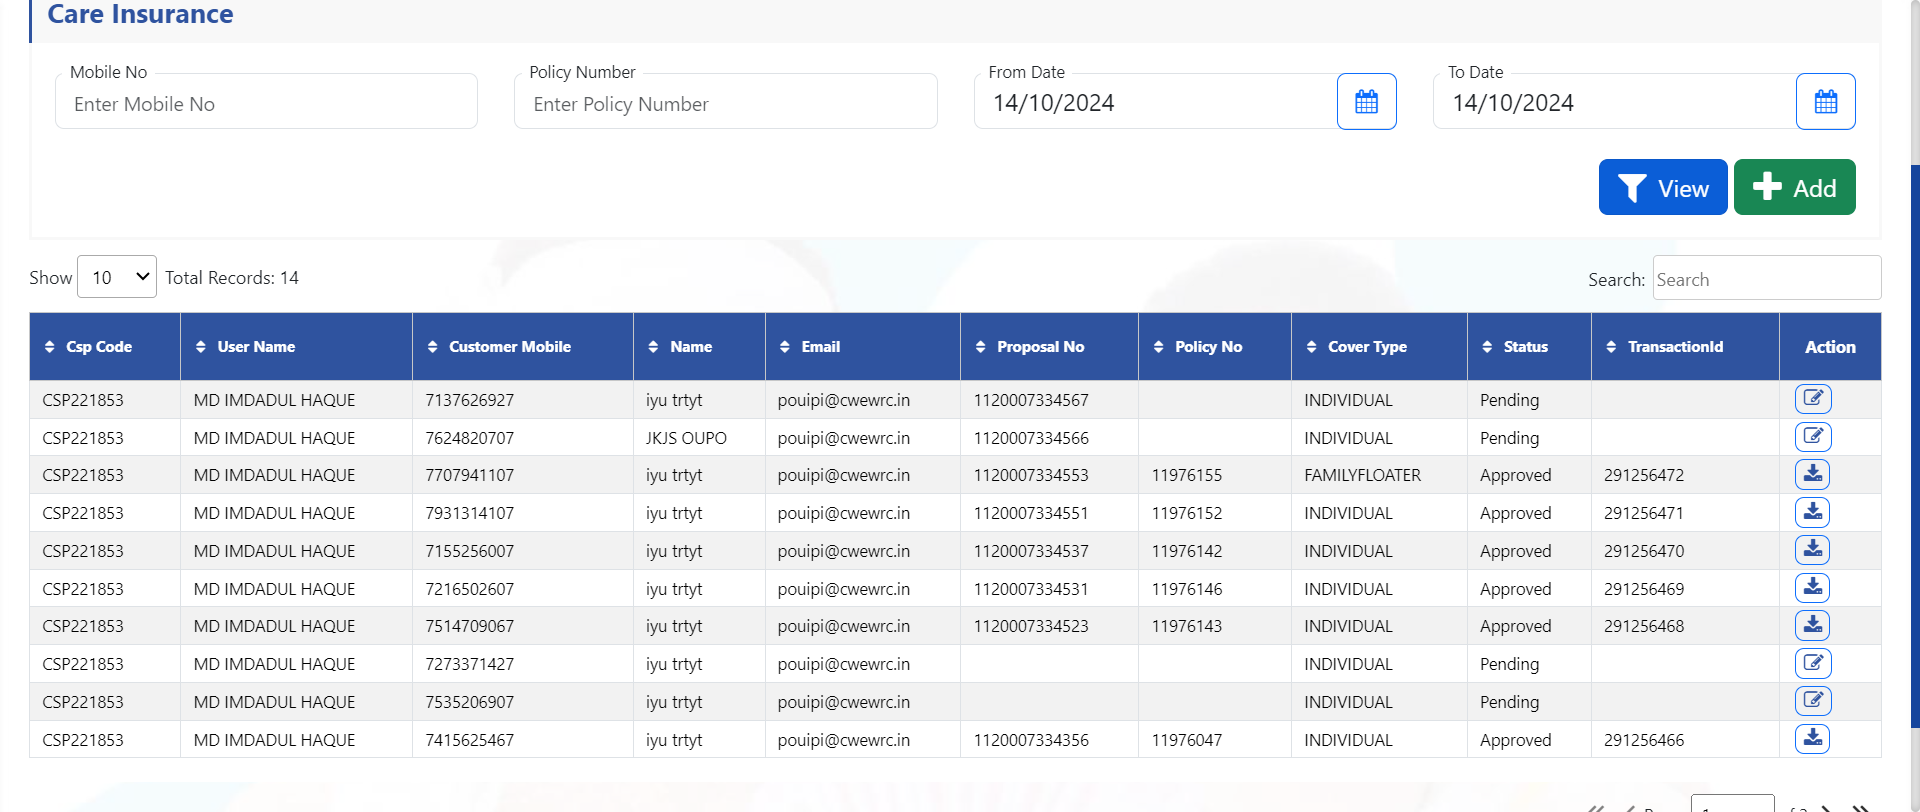 Care Insurance
Mobile No Policy Number From Date To Date
Enter Mobile No Enter Policy Number 14/10/2024 14/10/2024
View Add
Show 10 Total Records: 14 Search: Search
Csp Code User Name Customer Mobile Name Email Proposal No Policy No Cover Type Status TransactionId Action
CSP221853 MD IMDADUL HAQUE 7137626927 iyu trtyt pouipi@cwewrc.in 1120007334567 INDIVIDUAL Pending
CSP221853 MD IMDADUL HAQUE 7624820707 JKJS OUPO pouipi@cwewrc.in 1120007334566 INDIVIDUAL Pending
CSP221853 MD IMDADUL HAQUE 7707941107 iyu trtyt pouipi@cwewrc.in 1120007334553 11976155 FAMILYFLOATER Approved 291256472
CSP221853 MD IMDADUL HAQUE 7931314107 iyu trtyt pouipi@cwewrc.in 1120007334551 11976152 INDIVIDUAL Approved 291256471
CSP221853 MD IMDADUL HAQUE 7155256007 iyu trtyt pouipi@cwewrc.in 1120007334537 11976142 INDIVIDUAL Approved 291256470
CSP221853 MD IMDADUL HAQUE 7216502607 iyu trtyt pouipi@cwewrc.in 1120007334531 11976146 INDIVIDUAL Approved 291256469
CSP221853 MD IMDADUL HAQUE 7514709067 iyu trtyt pouipi@cwewrc.in 1120007334523 11976143 INDIVIDUAL Approved 291256468
CSP221853 MD IMDADUL HAQUE 7273371427 iyu trtyt pouipi@cwewrc.in INDIVIDUAL Pending
CSP221853 MD IMDADUL HAQUE 7535206907 iyu trtyt pouipi@cwewrc.in INDIVIDUAL Pending
CSP221853 MD IMDADUL HAQUE 7415625467 iyu trtyt pouipi@cwewrc.in 1120007334356 11976047 INDIVIDUAL Approved 291256466